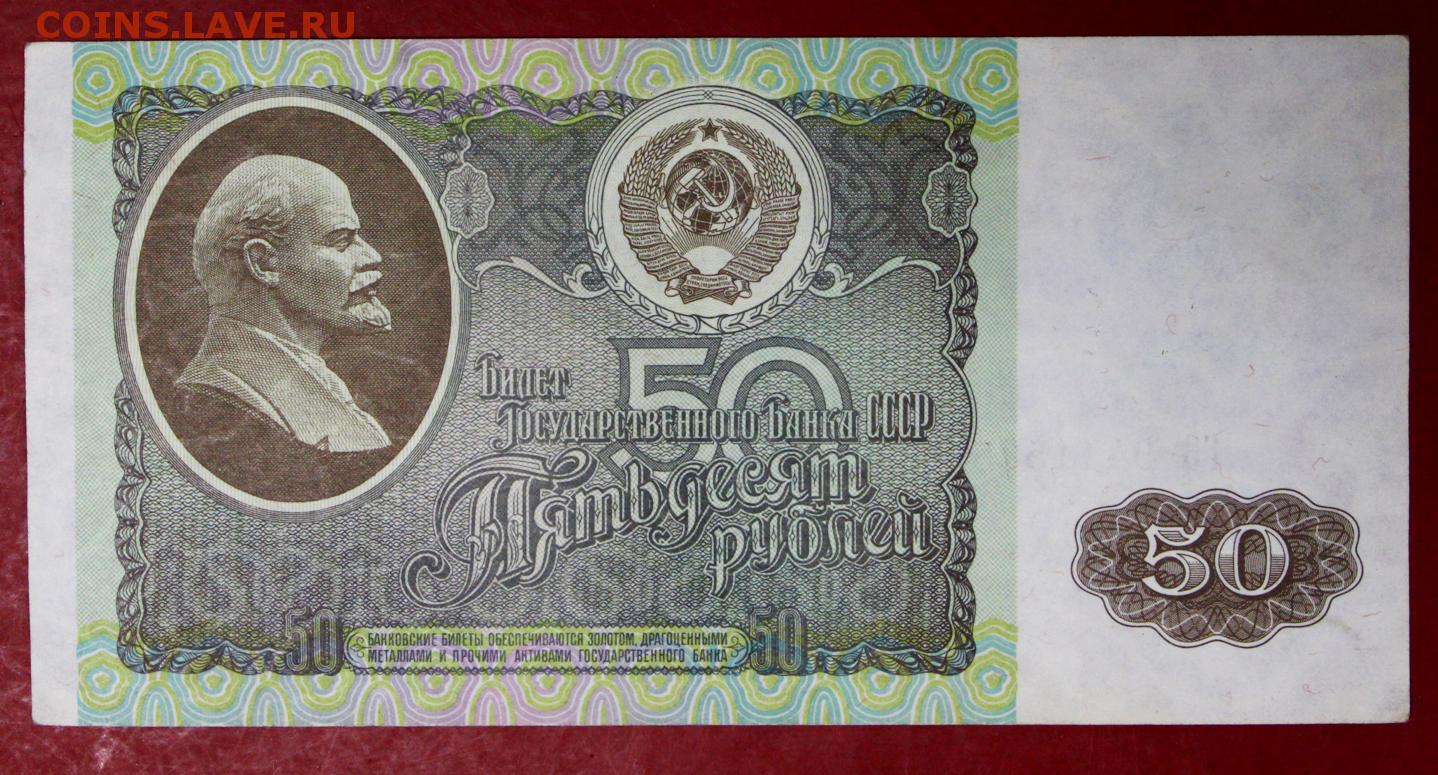 COINS.LAVE.RU
50
Билет
Государственного Банка СССР
Пятьдесят
рублей
50
50 БАНКОВСКИЕ БИЛЕТЫ ОБЕСПЕЧИВАЮТСЯ ЗОЛОТОМ, ДРАГОЦЕННЫМИ 50
МЕТАЛЛАМИ И ПРОЧИМИ АКТИВАМИ ГОСУДАРСТВЕННОГО БАНКА